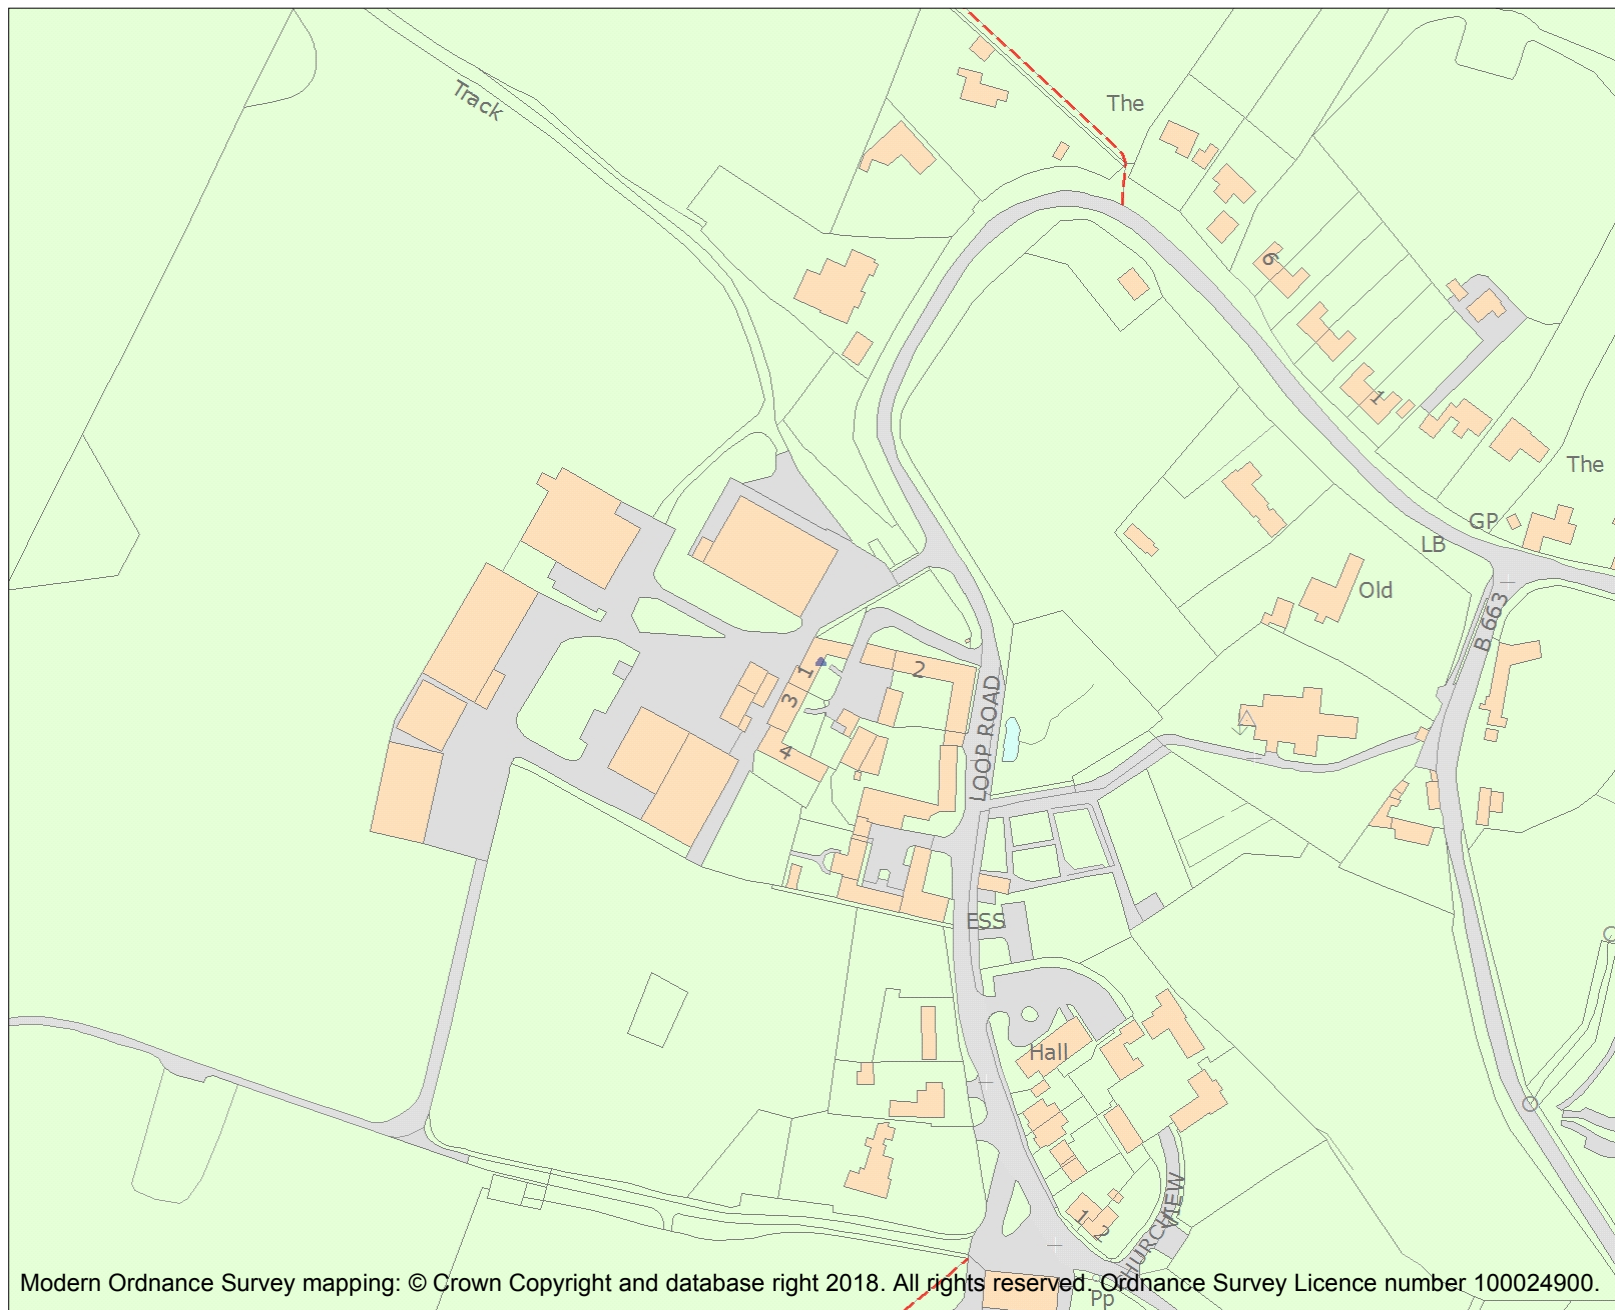 Track
The
6
1
The
GP
LB
Old
B 663
1
2
3
4
LOOP ROAD
ESS
Hall
1
2
CHURCHVIEW
Modern Ordnance Survey mapping: © Crown Copyright and database right 2018. All rights reserved. Ordnance Survey Licence number 100024900.
Pp